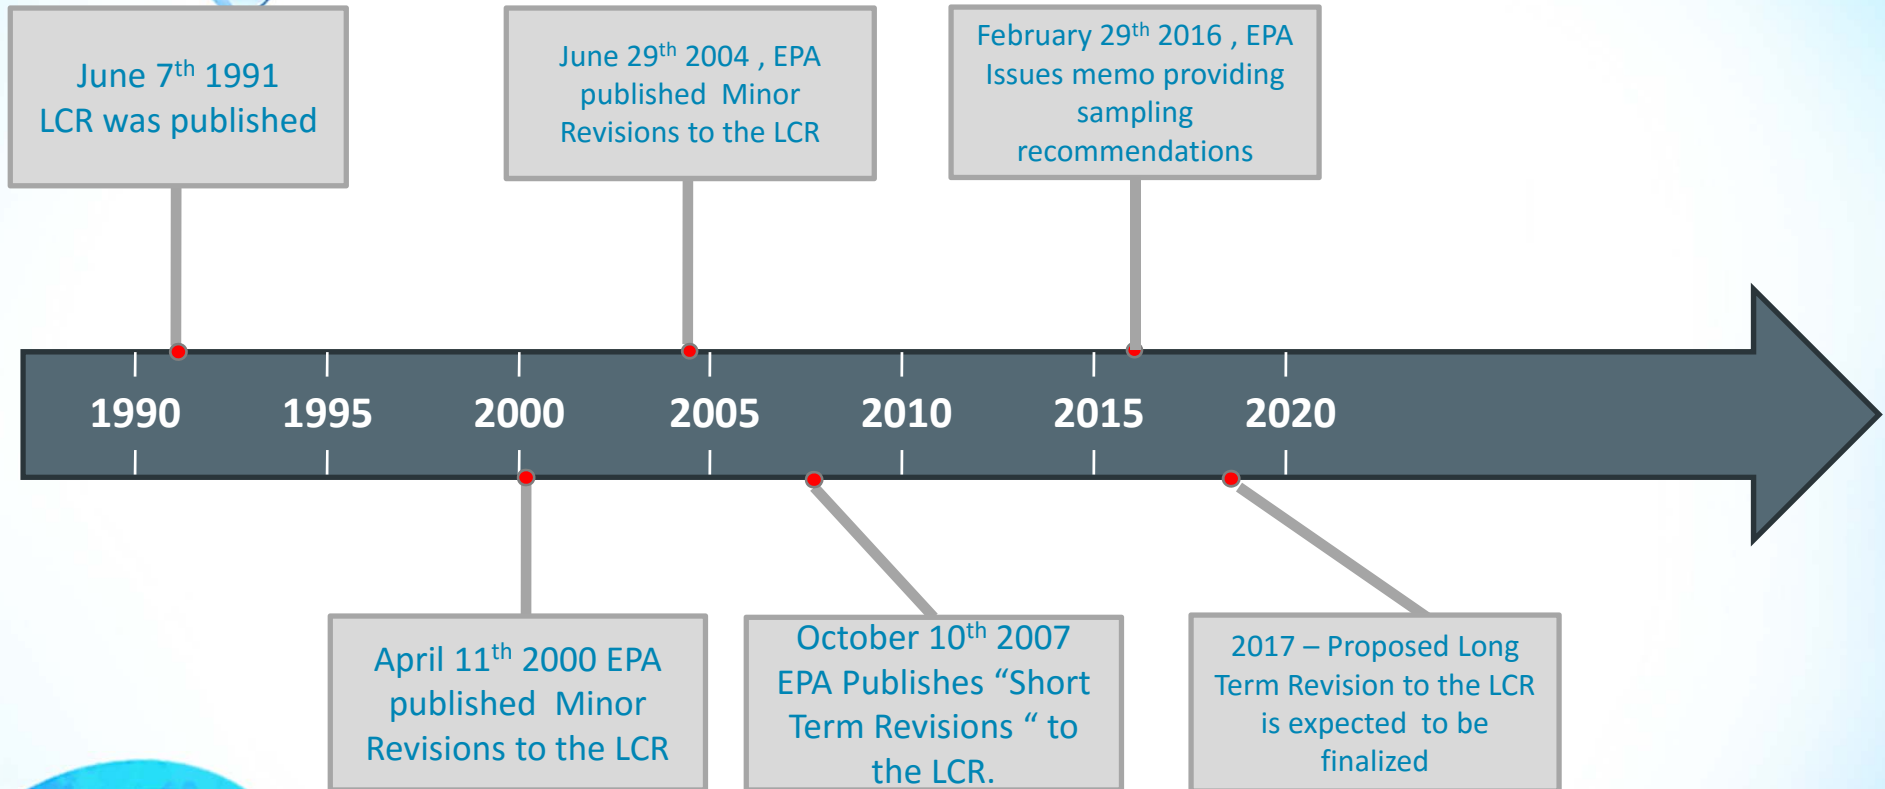 June 7th 1991
LCR was published
June 29th 2004 , EPA
published Minor
Revisions to the LCR
February 29th 2016 , EPA
Issues memo providing
sampling
recommendations
1990 1995 2000 2005 2010 2015 2020
April 11th 2000 EPA
published Minor
Revisions to the LCR
October 10th 2007
EPA Publishes “Short
Term Revisions “ to
the LCR.
2017 – Proposed Long
Term Revision to the LCR
is expected to be
finalized